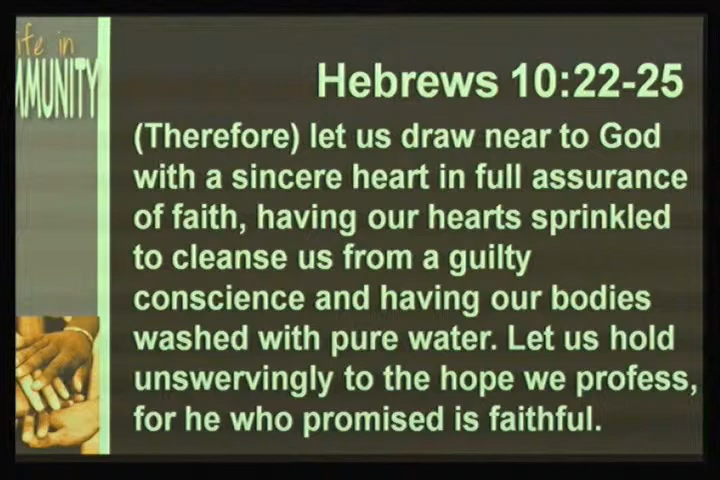 ife in
MMUNITY
Hebrews 10:22-25
(Therefore) let us draw near to God
with a sincere heart in full assurance
of faith, having our hearts sprinkled
to cleanse us from a guilty
conscience and having our bodies
washed with pure water. Let us hold
unswervingly to the hope we profess,
for he who promised is faithful.